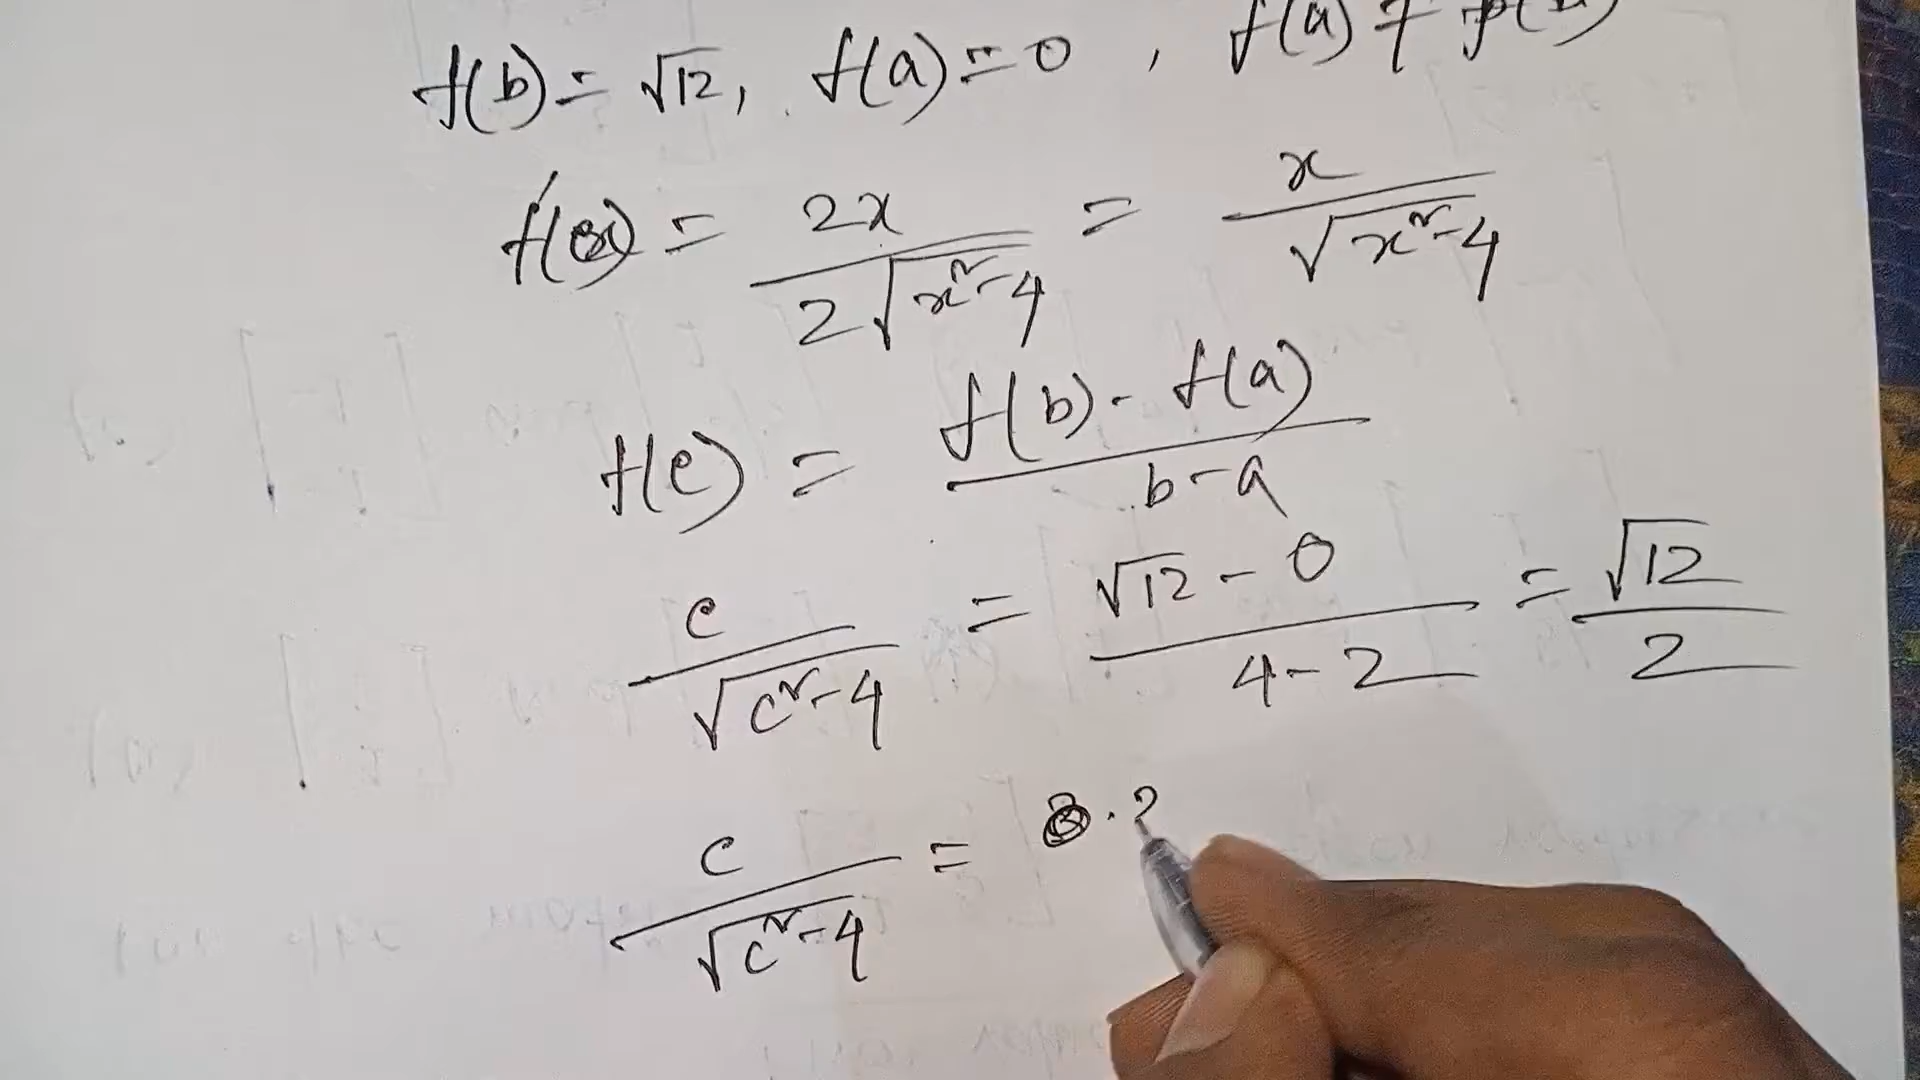 f(b) = √12, f(a) = 0 , f(a) ≠
f'(x) = 2x / 2√(x²-4) = x / √(x²-4)
f(c) = f(b) - f(a) / b-a
c / √(c²-4) = √12 - 0 / 4-2 = √12 / 2
c / √(c²-4) =